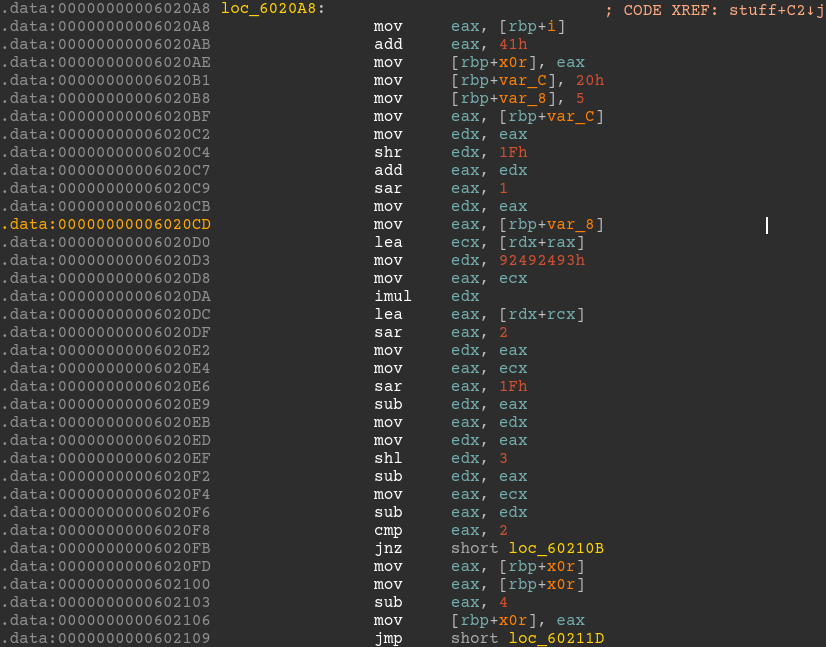 .data:00000000006020A8 loc_6020A8: ; CODE XREF: stuff+C2↓j
.data:00000000006020A8 mov eax, [rbp+i]
.data:00000000006020AB add eax, 41h
.data:00000000006020AE mov [rbp+x0r], eax
.data:00000000006020B1 mov [rbp+var_C], 20h
.data:00000000006020B8 mov [rbp+var_8], 5
.data:00000000006020BF mov eax, [rbp+var_C]
.data:00000000006020C2 mov edx, eax
.data:00000000006020C4 shr edx, 1Fh
.data:00000000006020C7 add eax, edx
.data:00000000006020C9 sar eax, 1
.data:00000000006020CB mov edx, eax
.data:00000000006020CD mov eax, [rbp+var_8]
.data:00000000006020D0 lea ecx, [rdx+rax]
.data:00000000006020D3 mov edx, 92492493h
.data:00000000006020D8 mov eax, ecx
.data:00000000006020DA imul edx
.data:00000000006020DC lea eax, [rdx+rcx]
.data:00000000006020DF sar eax, 2
.data:00000000006020E2 mov edx, eax
.data:00000000006020E4 mov eax, ecx
.data:00000000006020E6 sar eax, 1Fh
.data:00000000006020E9 sub edx, eax
.data:00000000006020EB mov eax, edx
.data:00000000006020ED mov edx, eax
.data:00000000006020EF shl edx, 3
.data:00000000006020F2 sub edx, eax
.data:00000000006020F4 mov eax, ecx
.data:00000000006020F6 sub eax, edx
.data:00000000006020F8 cmp eax, 2
.data:00000000006020FB jnz short loc_60210B
.data:00000000006020FD mov eax, [rbp+x0r]
.data:0000000000602100 mov eax, [rbp+x0r]
.data:0000000000602103 sub eax, 4
.data:0000000000602106 mov [rbp+x0r], eax
.data:0000000000602109 jmp short loc_60211D